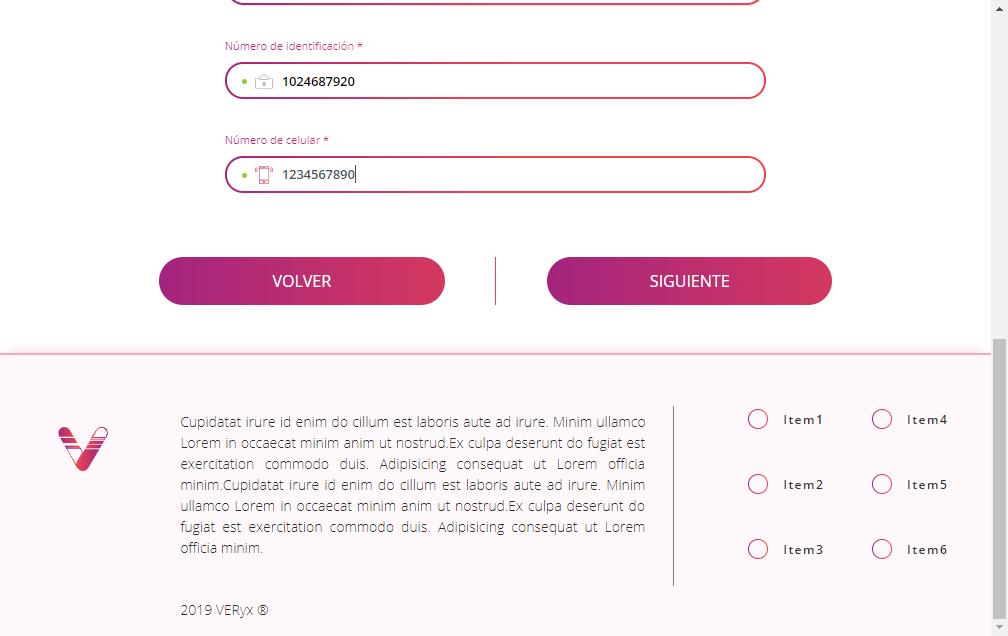 Número de identificación *
1024687920
Número de celular *
1234567890
VOLVER
SIGUIENTE
Cupidatat irure id enim do cillum est laboris aute ad irure. Minim ullamco
Lorem in occaecat minim anim ut nostrud.Ex culpa deserunt do fugiat est
exercitation commodo duis. Adipisicing consequat ut Lorem officia
minim.Cupidatat irure id enim do cillum est laboris aute ad irure. Minim
ullamco Lorem in occaecat minim anim ut nostrud.Ex culpa deserunt do
fugiat est exercitation commodo duis. Adipisicing consequat ut Lorem
officia minim.
2019 VERyx ®
Item1
Item4
Item2
Item5
Item3
Item6